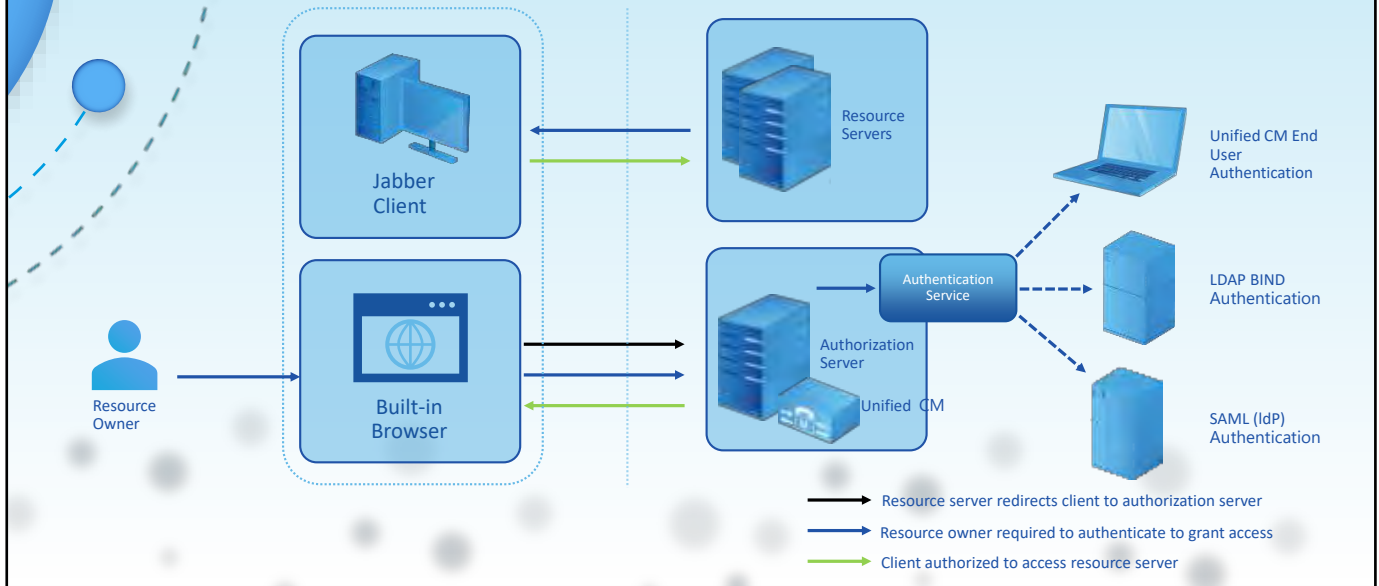 Jabber
Client
Resource
Servers
Unified CM End
User
Authentication
Authentication
Service
LDAP BIND
Authentication
Authorization
Server
Unified CM
Resource
Owner
Built-in
Browser
SAML (IdP)
Authentication
Resource server redirects client to authorization server
Resource owner required to authenticate to grant access
Client authorized to access resource server